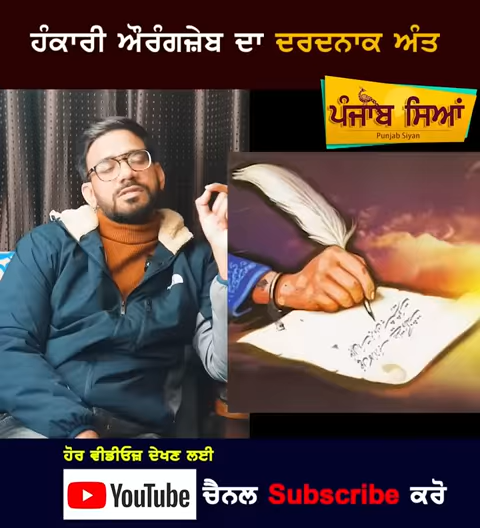 ਹੰਕਾਰੀ ਔਰੰਗਜ਼ੇਬ ਦਾ ਦਰਦਨਾਕ ਅੰਤ
ਪੰਜਾਬ ਸਿਆਂ
Punjab Siyan
ਹੋਰ ਵੀਡੀਓਜ਼ ਦੇਖਣ ਲਈ
YouTube ਚੈਨਲ Subscribe ਕਰੋ